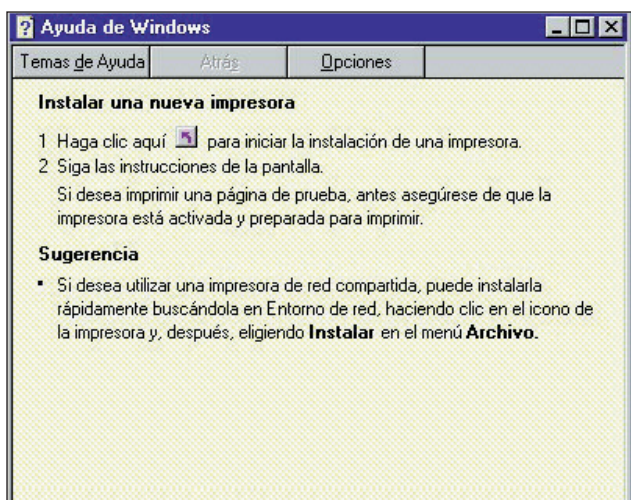 Ayuda de Windows
Temas de Ayuda Atrás Opciones
Instalar una nueva impresora
1 Haga clic aquí para iniciar la instalación de una impresora.
2 Siga las instrucciones de la pantalla.
Si desea imprimir una página de prueba, antes asegúrese de que la
impresora está activada y preparada para imprimir.
Sugerencia
▪ Si desea utilizar una impresora de red compartida, puede instalarla
rápidamente buscándola en Entorno de red, haciendo clic en el icono de
la impresora y, después, eligiendo Instalar en el menú Archivo.